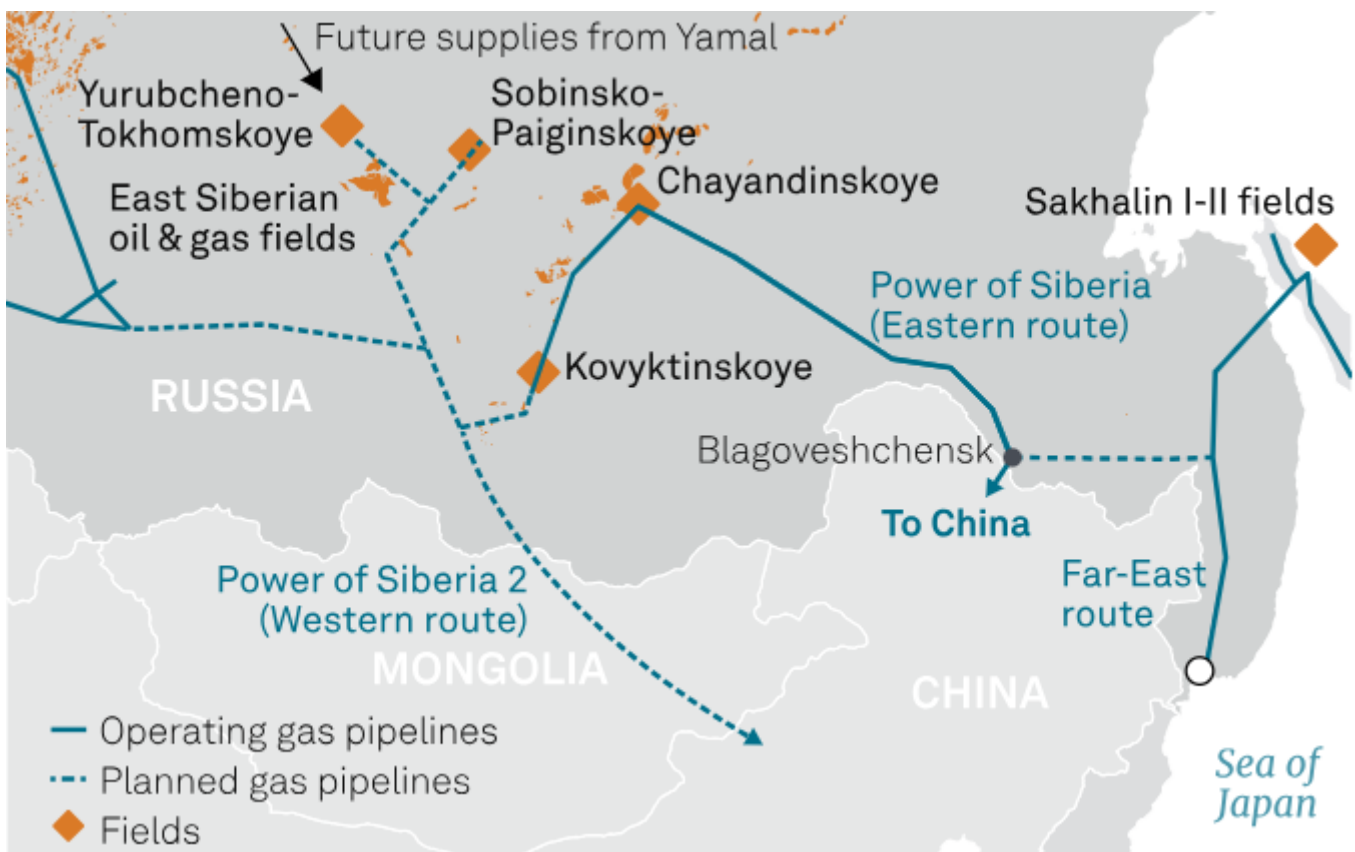 Future supplies from Yamal
Yurubcheno-
Tokhomskoye
Sobinsko-
Paiginskoye
Chayandinskoye
East Siberian
oil & gas fields
Sakhalin I-II fields
Power of Siberia
(Eastern route)
Kovyktinskoye
RUSSIA
Blagoveshchensk
To China
Power of Siberia 2
(Western route)
Far-East
route
MONGOLIA
CHINA
Operating gas pipelines
Planned gas pipelines
Fields
Sea of
Japan